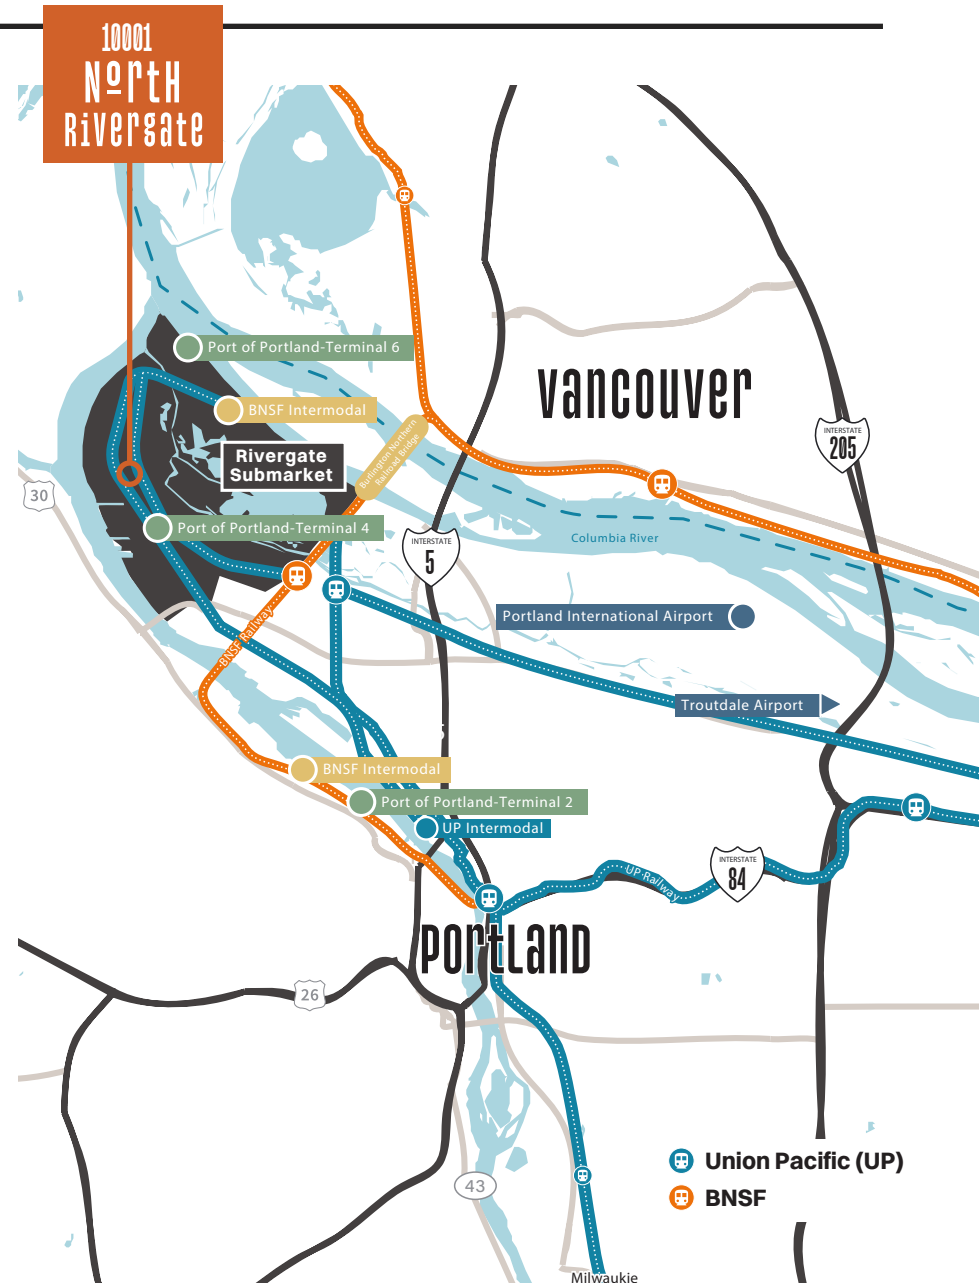 10001
North
Rivergate
Port of Portland-Terminal 6
BNSF Intermodal
Vancouver
Burlington Northern
Railroad Bridge
INTERSTATE
205
Rivergate
Submarket
30
Port of Portland-Terminal 4
INTERSTATE
5
Columbia River
Portland International Airport
BNSF Railway
Troutdale Airport
5
BNSF Intermodal
Port of Portland-Terminal 2
UP Intermodal
UP Railway
INTERSTATE
84
Portland
26
Union Pacific (UP)
43
BNSF
Milwaukie